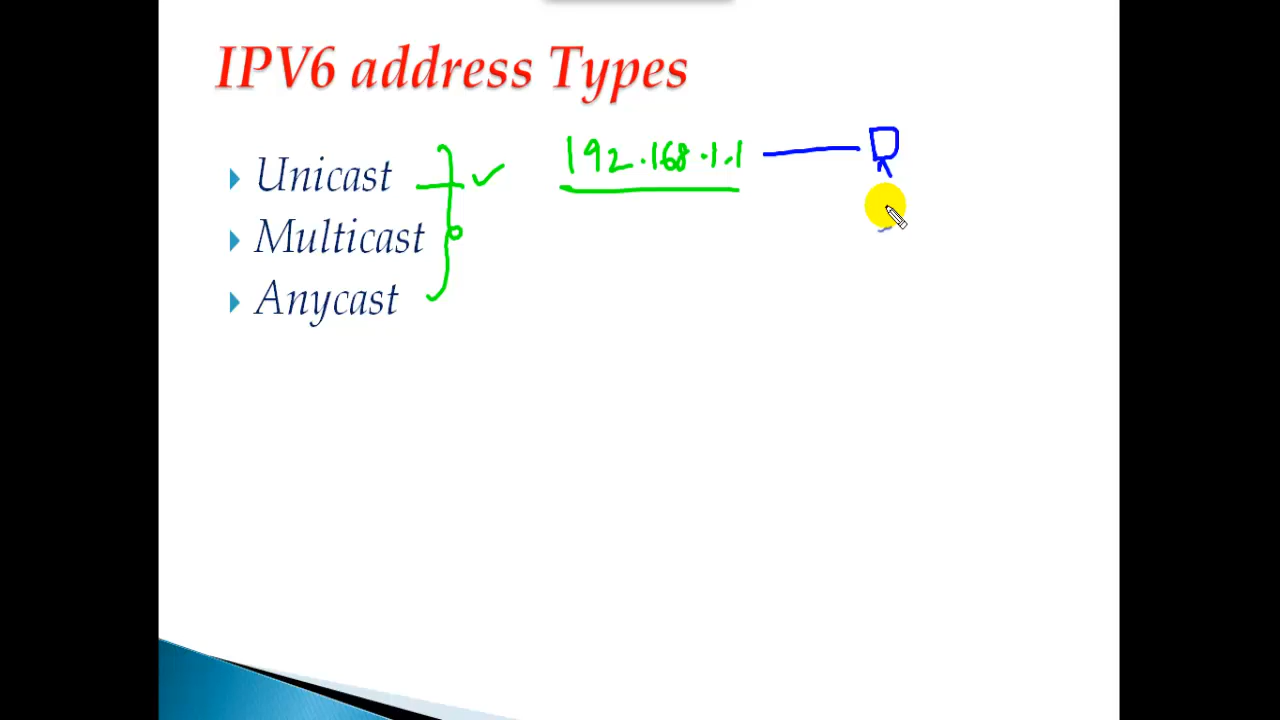 IPV6 address Types
Unicast
192.168.1.1
Multicast
Anycast